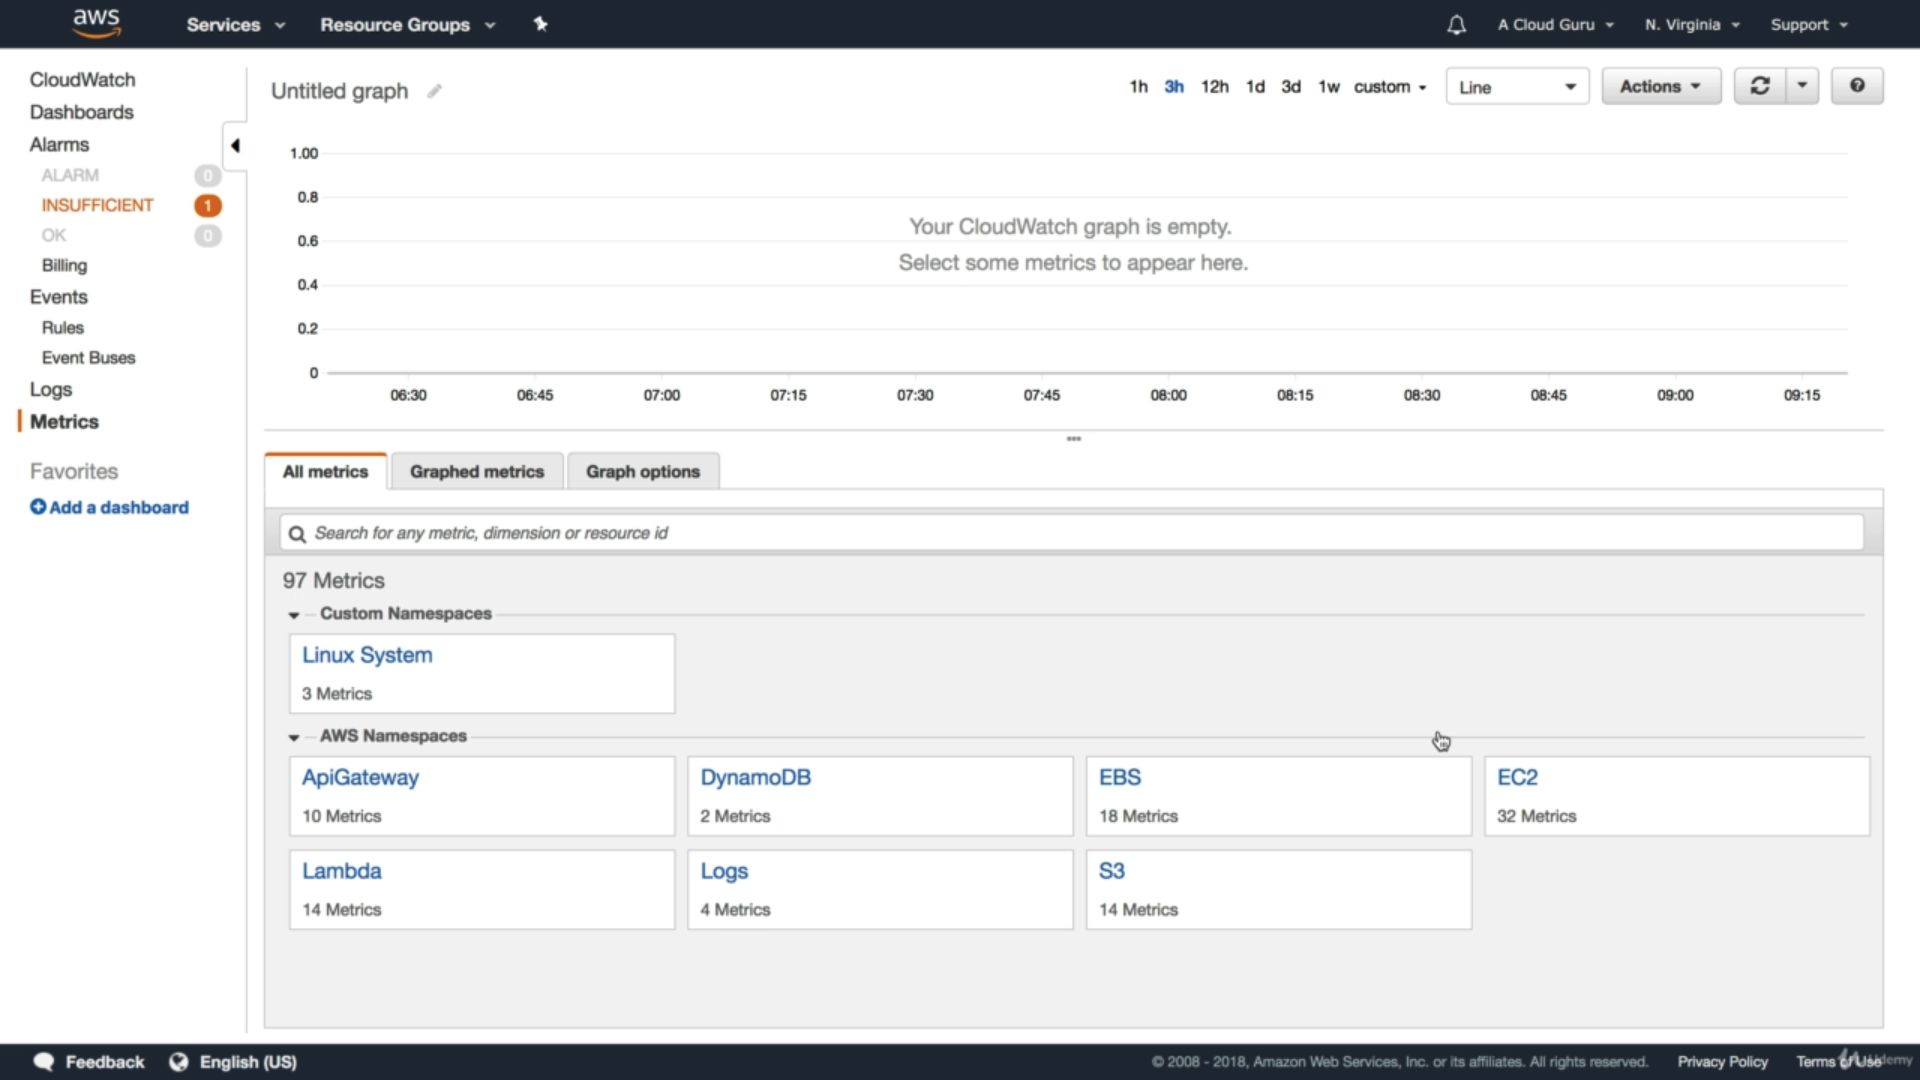 aws Services Resource Groups A Cloud Guru N. Virginia Support
CloudWatch
Dashboards
Alarms
ALARM 0
INSUFFICIENT 1
OK 0
Billing
Events
Rules
Event Buses
Logs
Metrics
Favorites
Add a dashboard
Untitled graph
1h 3h 12h 1d 3d 1w custom Line Actions
1.00
0.8
0.6
0.4
0.2
0
Your CloudWatch graph is empty.
Select some metrics to appear here.
06:30 06:45 07:00 07:15 07:30 07:45 08:00 08:15 08:30 08:45 09:00 09:15
All metrics Graphed metrics Graph options
Search for any metric, dimension or resource id
97 Metrics
Custom Namespaces
Linux System
3 Metrics
AWS Namespaces
ApiGateway
10 Metrics
DynamoDB
2 Metrics
EBS
18 Metrics
EC2
32 Metrics
Lambda
14 Metrics
Logs
4 Metrics
S3
14 Metrics
Feedback English (US) © 2008 - 2018, Amazon Web Services, Inc. or its affiliates. All rights reserved. Privacy Policy Terms of Use